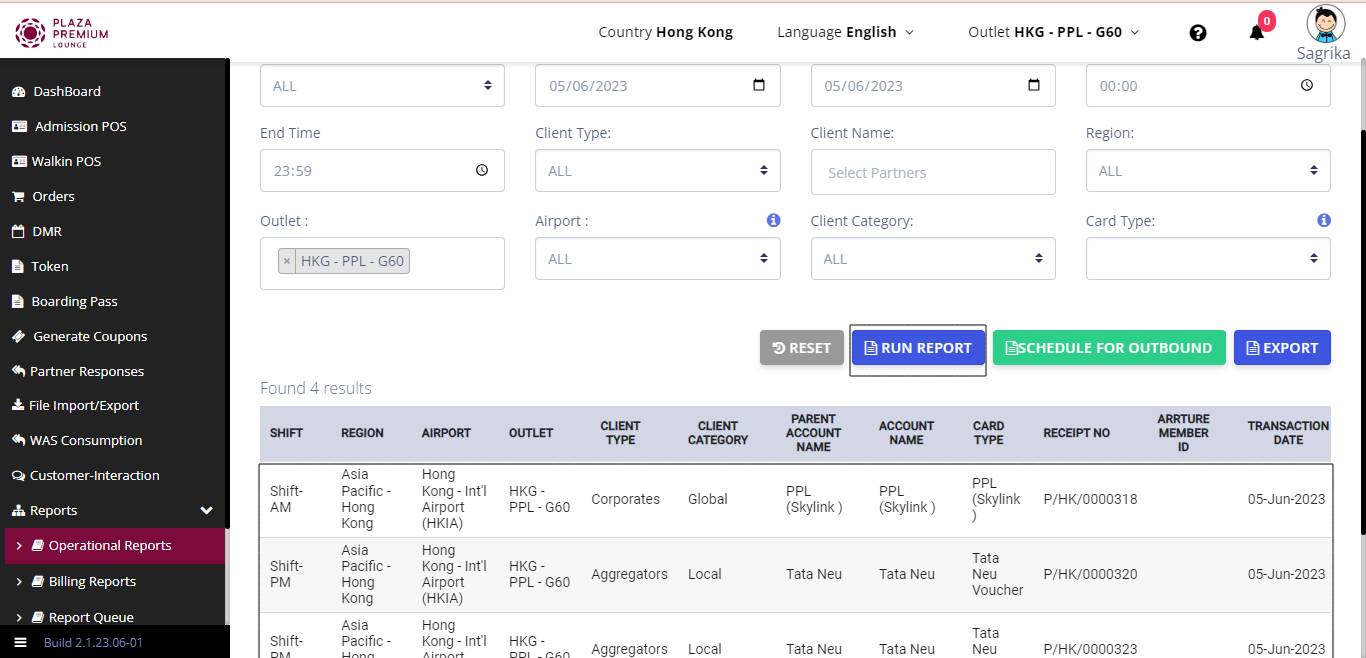 PLAZA
PREMIUM
LOUNGE
Country Hong Kong
Language English
Outlet HKG - PPL - G60
0
Sagrika
DashBoard
Admission POS
Walkin POS
Orders
DMR
Token
Boarding Pass
Generate Coupons
Partner Responses
File Import/Export
WAS Consumption
Customer-Interaction
Reports
Operational Reports
Billing Reports
Report Queue
Build 2.1.23.06-01
ALL
05/06/2023
05/06/2023
00:00
End Time
Client Type:
Client Name:
Region:
23:59
ALL
Select Partners
ALL
Outlet :
Airport :
Client Category:
Card Type:
× HKG - PPL - G60
ALL
ALL
RESET
RUN REPORT
SCHEDULE FOR OUTBOUND
EXPORT
Found 4 results
SHIFT
REGION
AIRPORT
OUTLET
CLIENT
TYPE
CLIENT
CATEGORY
PARENT
ACCOUNT
NAME
ACCOUNT
NAME
CARD
TYPE
RECEIPT NO
ARRTURE
MEMBER
ID
TRANSACTION
DATE
Shift-
AM
Asia
Pacific -
Hong
Kong
Hong
Kong - Int'l
Airport
(HKIA)
HKG -
PPL - G60
Corporates
Global
PPL
(Skylink )
PPL
(Skylink )
PPL
(Skylink
)
P/HK/0000318
05-Jun-2023
Shift-
PM
Asia
Pacific -
Hong
Kong
Hong
Kong - Int'l
Airport
(HKIA)
HKG -
PPL - G60
Aggregators
Local
Tata Neu
Tata Neu
Tata
Neu
Voucher
P/HK/0000320
05-Jun-2023
Shift-
PM
Asia
Pacific -
Hong
Hong
Kong - Int'l
Airport
HKG -
PPL - G60
Aggregators
Local
Tata Neu
Tata Neu
Tata
Neu
P/HK/0000323
05-Jun-2023